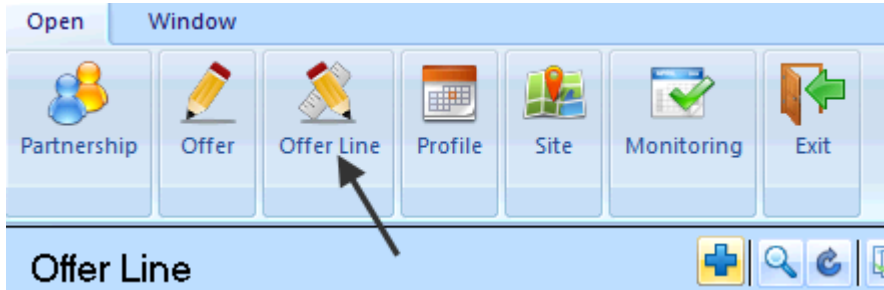 Open Window
Partnership Offer Offer Line Profile Site Monitoring Exit
Offer Line